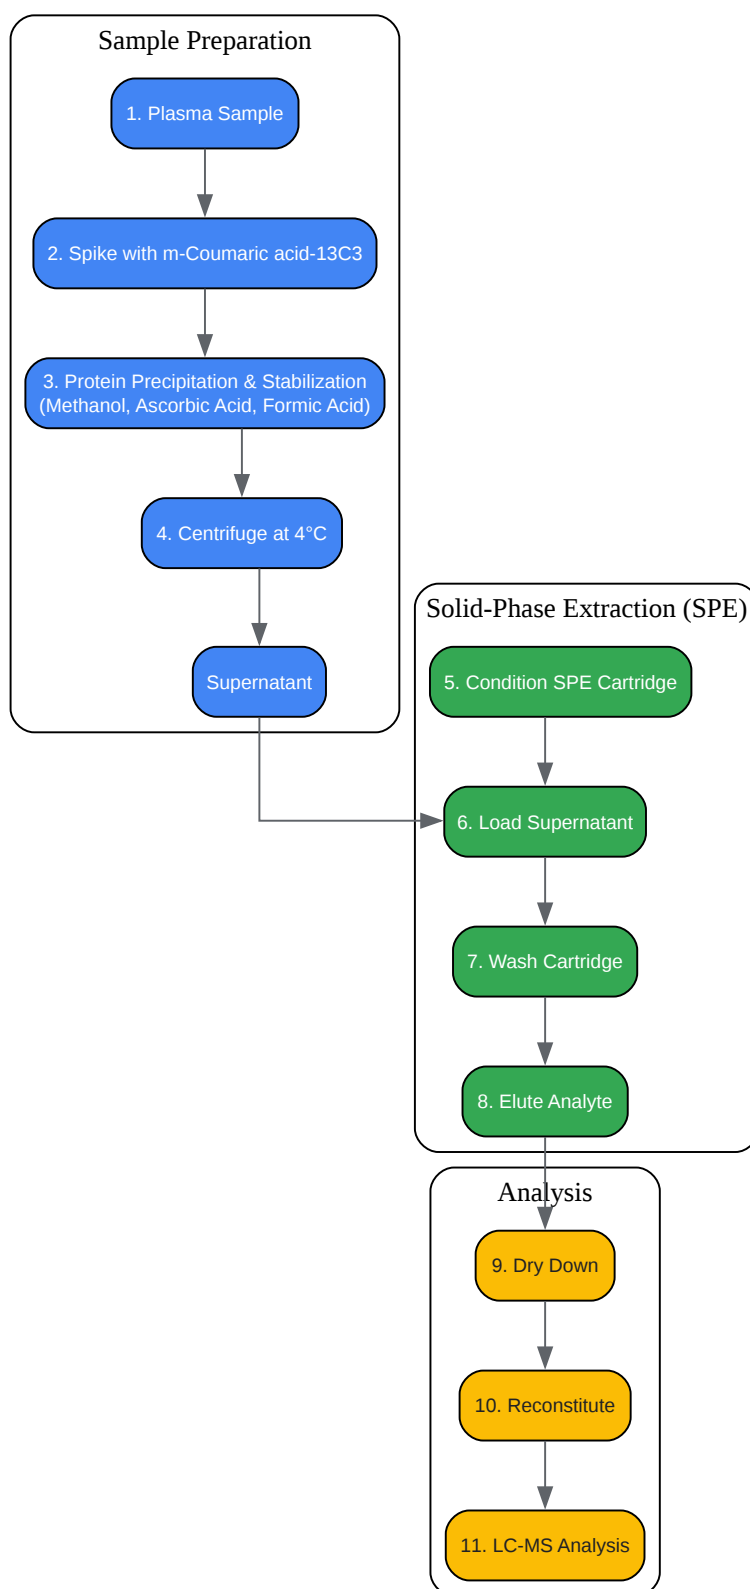 Sample Preparation
1. Plasma Sample
2. Spike with m-Coumaric acid-13C3
3. Protein Precipitation & Stabilization
(Methanol, Ascorbic Acid, Formic Acid)
4. Centrifuge at 4°C
Supernatant
Solid-Phase Extraction (SPE)
5. Condition SPE Cartridge
6. Load Supernatant
7. Wash Cartridge
8. Elute Analyte
Analysis
9. Dry Down
10. Reconstitute
11. LC-MS Analysis